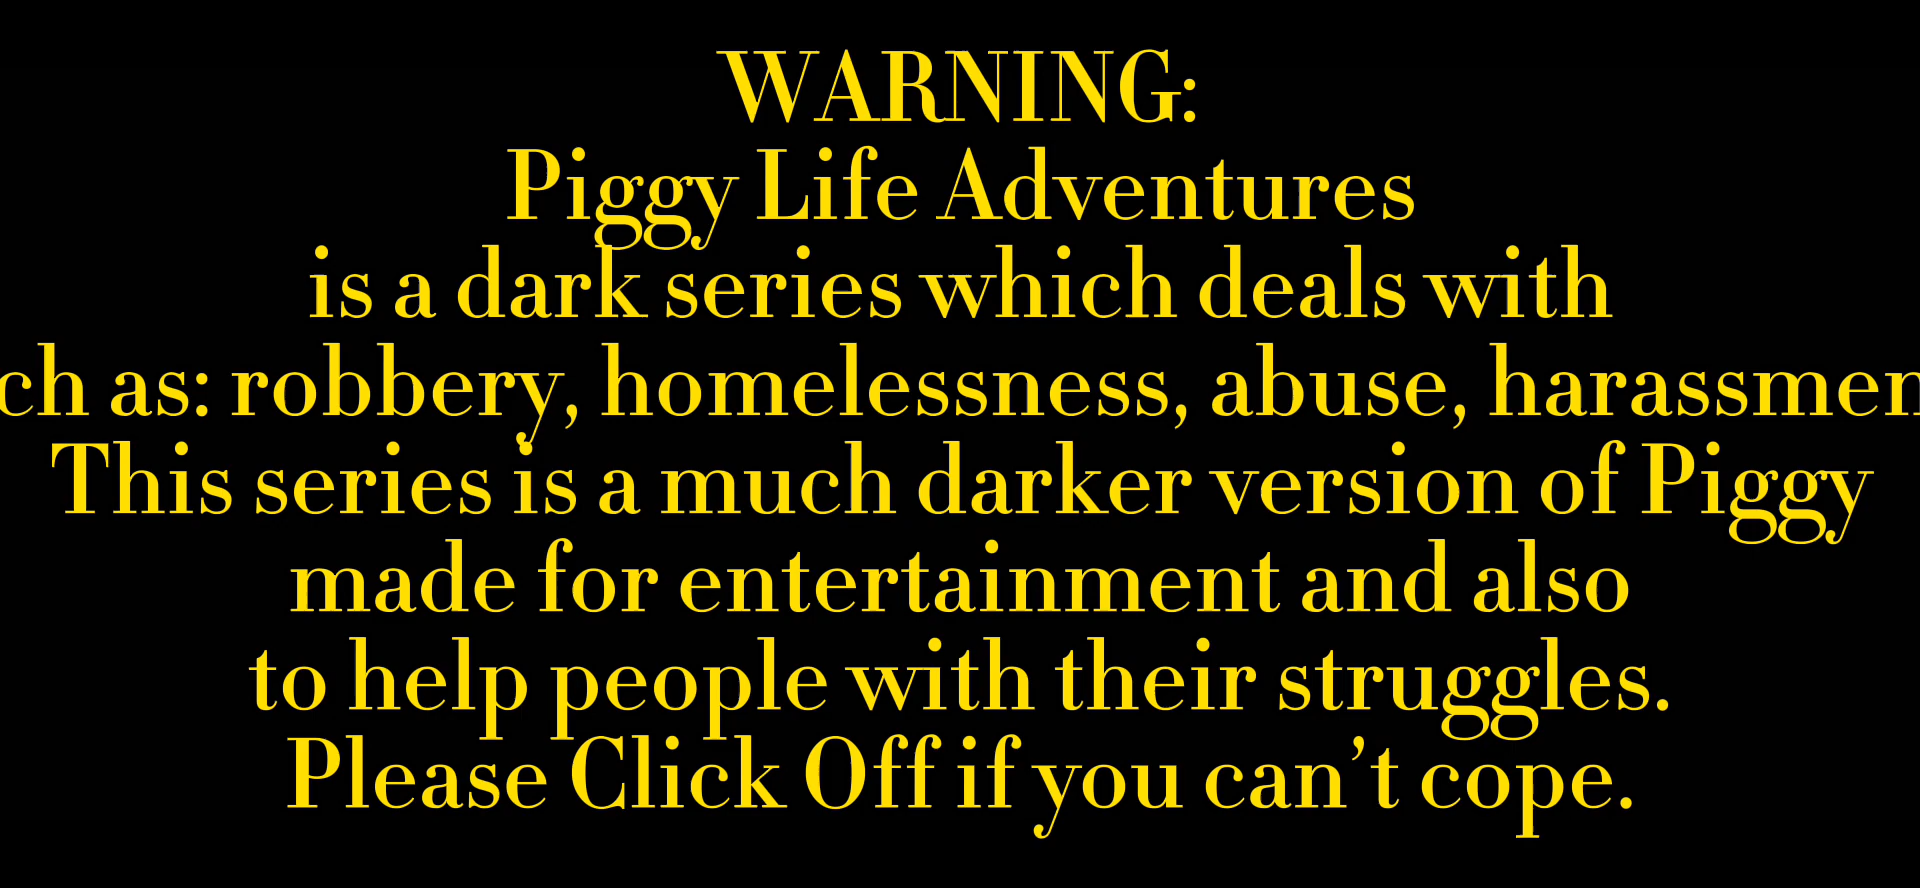 WARNING:
Piggy Life Adventures
is a dark series which deals with
as: robbery, homelessness, abuse,
This series is a much darker version of Piggy
made for entertainment and also
to help people with their struggles.
Please Click Off if you can’t cope.